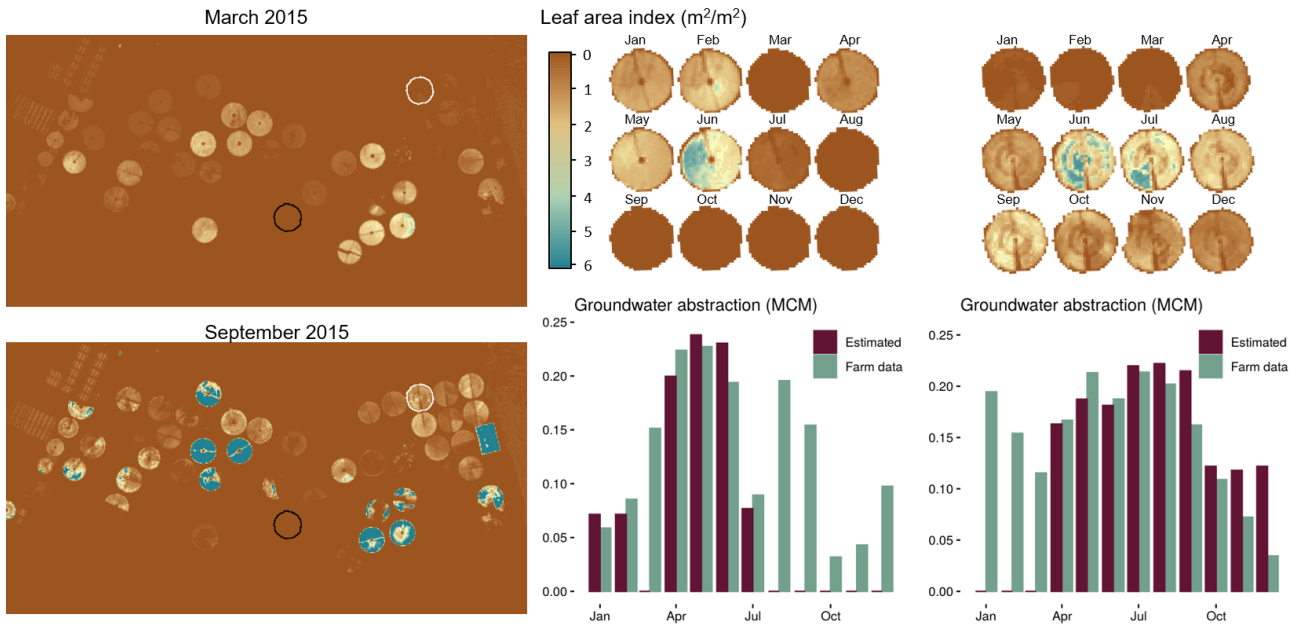 March 2015
Leaf area index (m²/m²)
0
1
2
3
4
5
6
Jan Feb Mar Apr
May Jun Jul Aug
Sep Oct Nov Dec
Jan Feb Mar Apr
May Jun Jul Aug
Sep Oct Nov Dec
September 2015
Groundwater abstraction (MCM)
0.25
0.20
0.15
0.10
0.05
0.00
Estimated
Farm data
Jan Apr Jul Oct
Groundwater abstraction (MCM)
0.25
0.20
0.15
0.10
0.05
0.00
Estimated
Farm data
Jan Apr Jul Oct